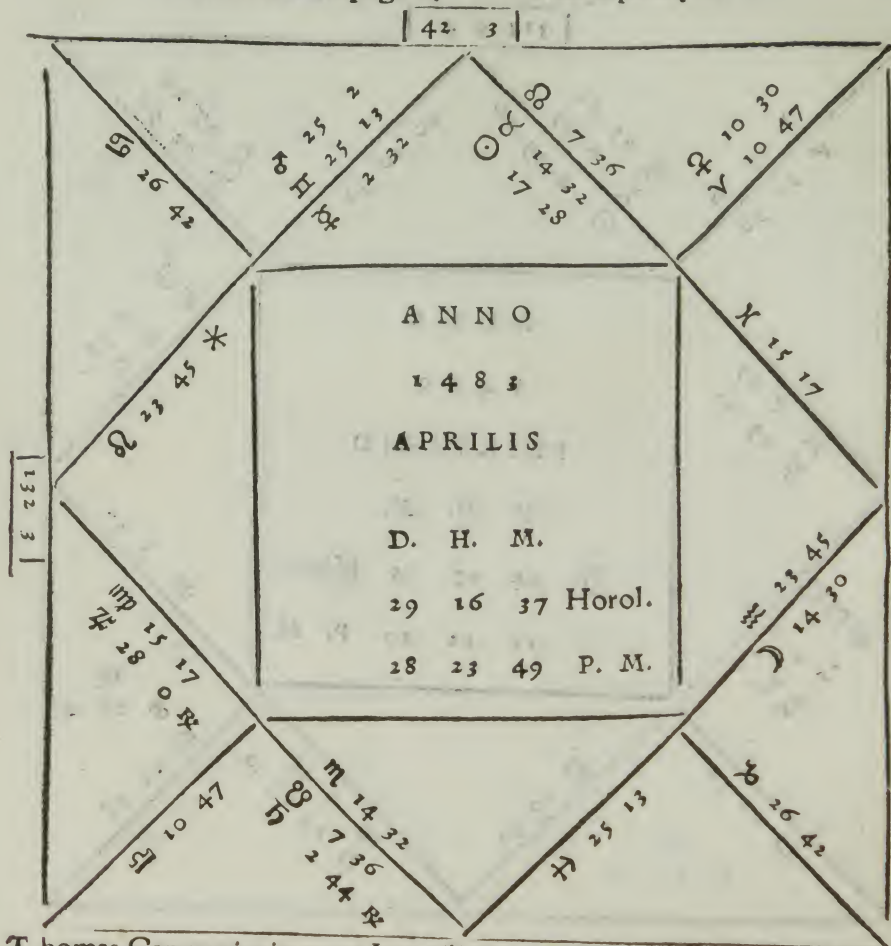 42 3
♋ 26 42
♂ 25 2
♊ 25 13
☿ 2 32
☊ 7 36
♉ 14 32
☉ 17 28
♀ 10 30
♈ 10 47
♓ 15 17
♌ 23 45 ✶
ANNO
1483
APRILIS
D. H. M.
29 16 37 Horol.
28 23 49 P. M.
132 3
♒ 23 45
☽ 14 30
♍ 15 17
♃ 28 0 ℞
♎ 10 47
♏ 14 32
☋ 7 36
♄ 2 44 ℞
♐ 25 13
♑ 26 42